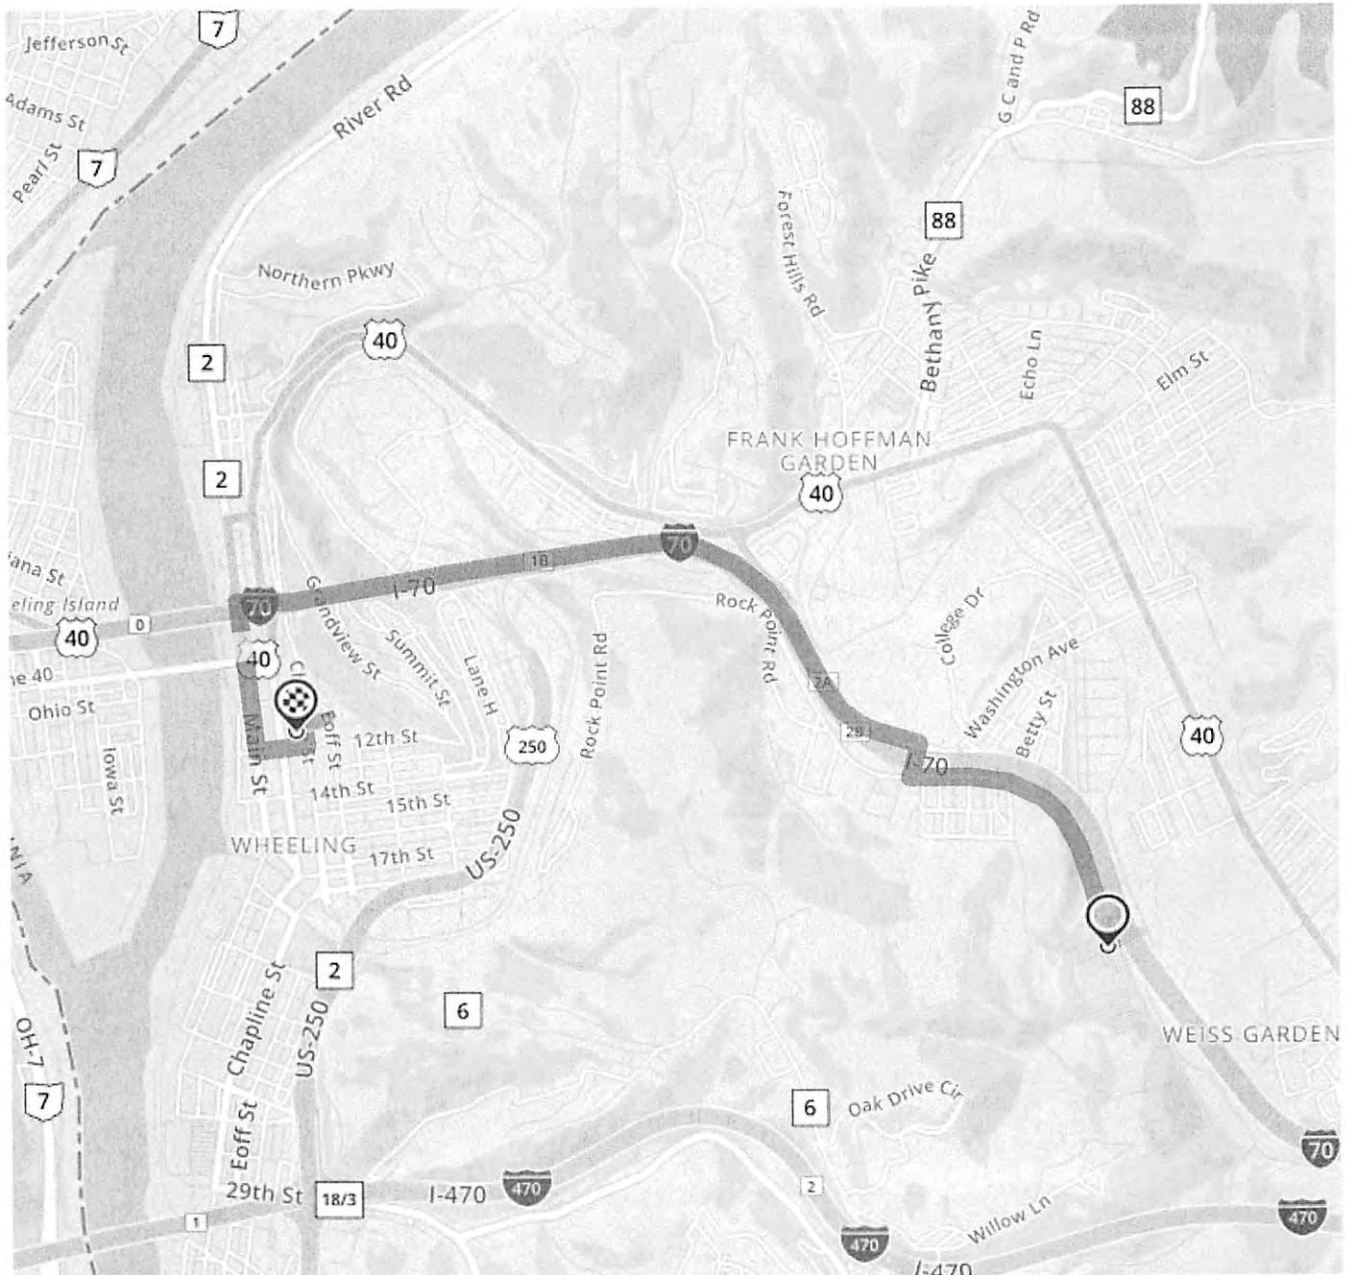 7
Jefferson St
Adams St
7
Pearl St
River Rd
G C and P Rd
88
88
Forest Hills Rd
Northern Pkwy
40
Bethany Pike
2
Echo Ln
Elm St
FRANK HOFFMAN
GARDEN
2
40
70
1B
I-70
iana St
eling Island
0
70
40
Grandview St
Rock Point Rd
College Dr
40
Summit St
Lane H
Rock Point Rd
Washington Ave
ne 40
Ohio St
2A
Betty St
Iowa St
Main St
St
Eoff St
12th St
250
2B
I-70
40
14th St
15th St
US-250
WHEELING
17th St
NIA
2
6
Chapline St
US-250
WEISS GARDEN
OH-7
7
6
Oak Drive Cir
Eoff St
70
29th St
18/3
I-470
470
2
1
Willow Ln
470
470
I-470